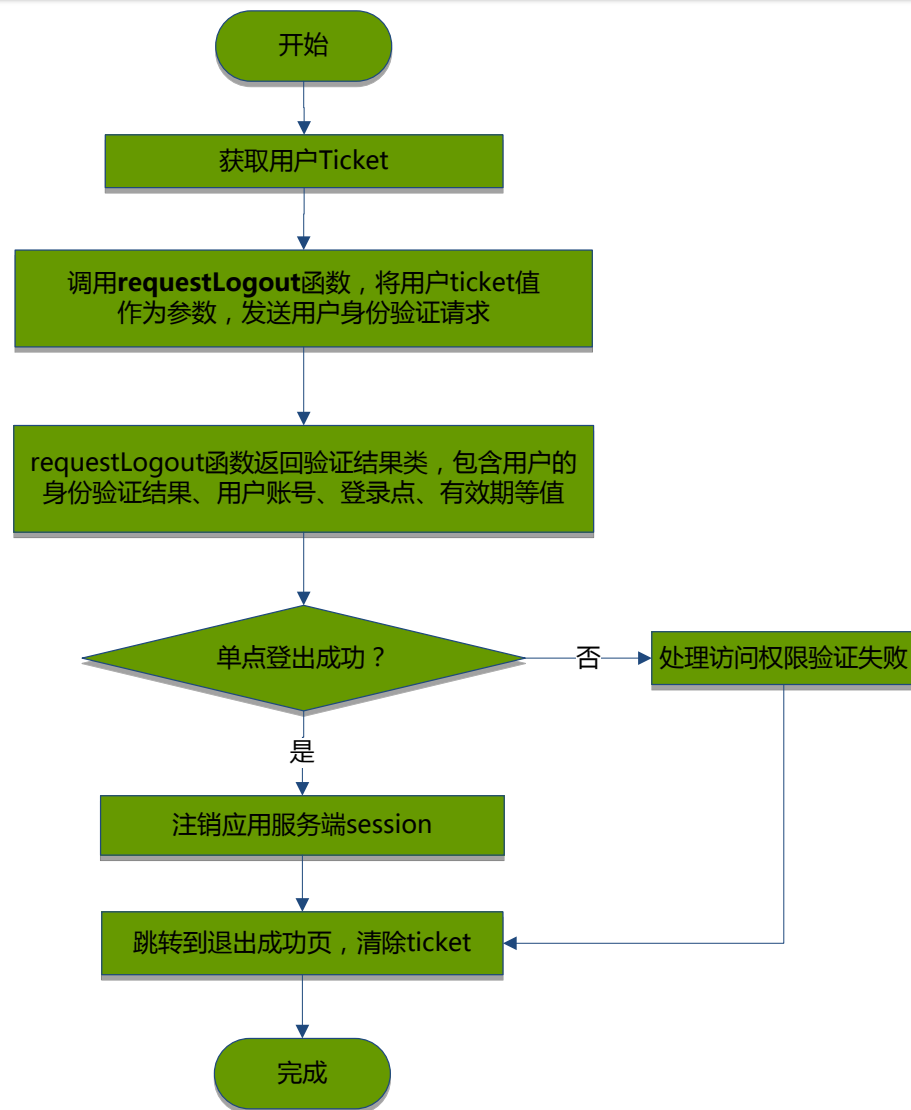 开始
获取用户Ticket
调用requestLogout函数，将用户ticket值
作为参数，发送用户身份验证请求
requestLogout函数返回验证结果类，包含用户的
身份验证结果、用户账号、登录点、有效期等值
单点登出成功？
否
处理访问权限验证失败
是
注销应用服务端session
跳转到退出成功页，清除ticket
完成